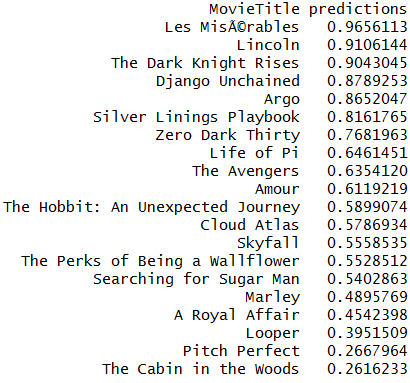 MovieTitle predictions
Les MisÃ©rables 0.9656113
Lincoln 0.9106144
The Dark Knight Rises 0.9043045
Django Unchained 0.8789253
Argo 0.8652047
Silver Linings Playbook 0.8161765
Zero Dark Thirty 0.7681963
Life of Pi 0.6461451
The Avengers 0.6354120
Amour 0.6119219
The Hobbit: An Unexpected Journey 0.5899074
Cloud Atlas 0.5786934
Skyfall 0.5558535
The Perks of Being a Wallflower 0.5528512
Searching for Sugar Man 0.5402863
Marley 0.4895769
A Royal Affair 0.4542398
Looper 0.3951509
Pitch Perfect 0.2667964
The Cabin in the Woods 0.2616233